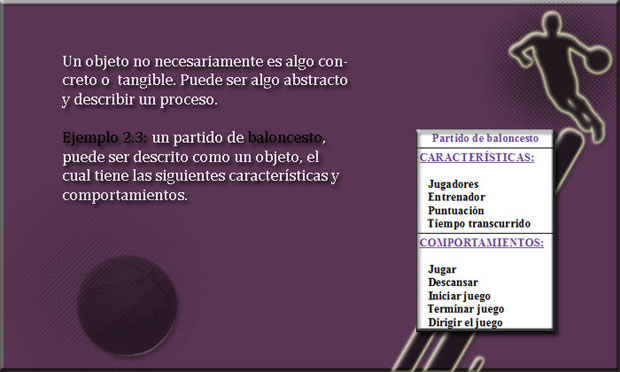 Un objeto no necesariamente es algo con-
creto o tangible. Puede ser algo abstracto
y describir un proceso.
Ejemplo 2.3: un partido de baloncesto,
puede ser descrito como un objeto, el
cual tiene las siguientes características y
comportamientos.
Partido de baloncesto
CARACTERÍSTICAS:
Jugadores
Entrenador
Puntuación
Tiempo transcurrido
COMPORTAMIENTOS:
Jugar
Descansar
Iniciar juego
Terminar juego
Dirigir el juego